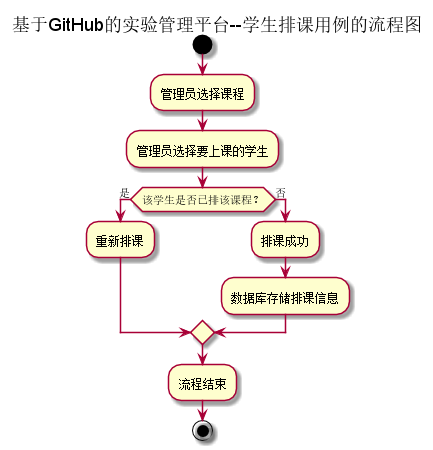 基于GitHub的实验管理平台--学生排课用例的流程图
管理员选择课程
管理员选择要上课的学生
是
该学生是否已排该课程？
否
重新排课
排课成功
数据库存储排课信息
流程结束